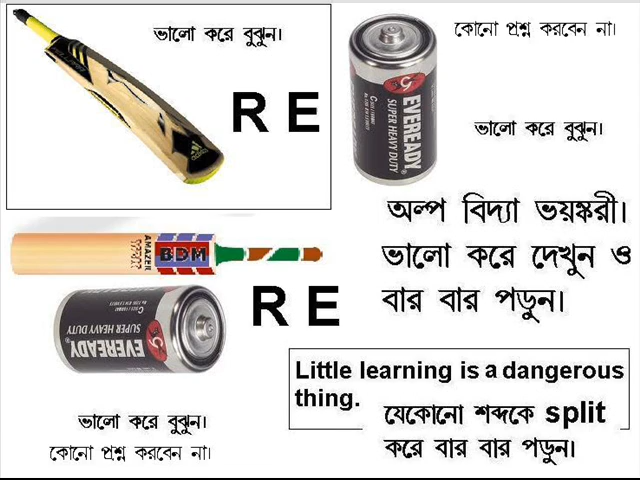 ভালো করে বুঝুন।
কোনো প্রশ্ন করবেন না।
R E
EVEREADY
SUPER HEAVY DUTY
ভালো করে বুঝুন।
অল্প বিদ্যা ভয়ঙ্করী।
ভালো করে দেখুন ও
বার বার পড়ুন।
AMAZER
BDM
R E
EVEREADY
SUPER HEAVY DUTY
Little learning is a dangerous
thing.
যেকোনো শব্দকে split
করে বার বার পড়ুন।
ভালো করে বুঝুন।
কোনো প্রশ্ন করবেন না।